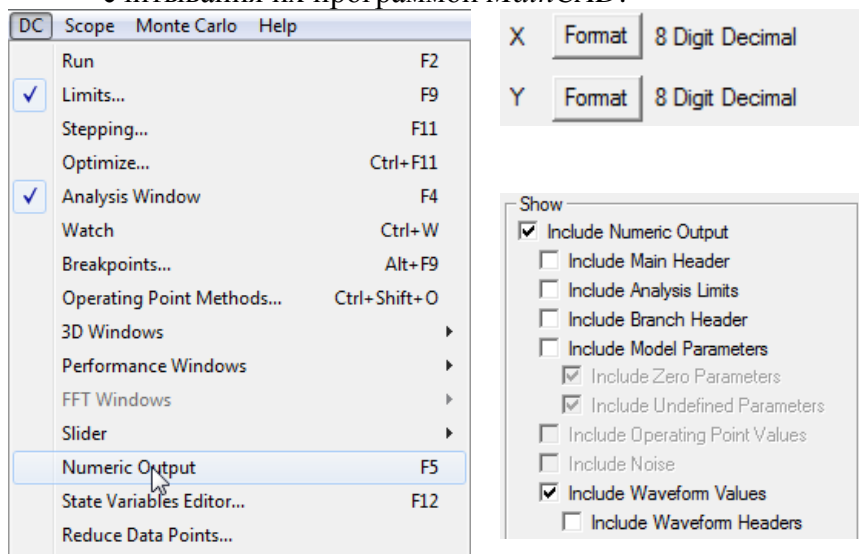 считывания их программой MathCAD.
DC Scope Monte Carlo Help
Run F2
Limits... F9
Stepping... F11
Optimize... Ctrl+F11
Analysis Window F4
Watch Ctrl+W
Breakpoints... Alt+F9
Operating Point Methods... Ctrl+Shift+O
3D Windows
Performance Windows
FFT Windows
Slider
Numeric Output F5
State Variables Editor... F12
Reduce Data Points...
X Format 8 Digit Decimal
Y Format 8 Digit Decimal
Show
Include Numeric Output
Include Main Header
Include Analysis Limits
Include Branch Header
Include Model Parameters
Include Zero Parameters
Include Undefined Parameters
Include Operating Point Values
Include Noise
Include Waveform Values
Include Waveform Headers